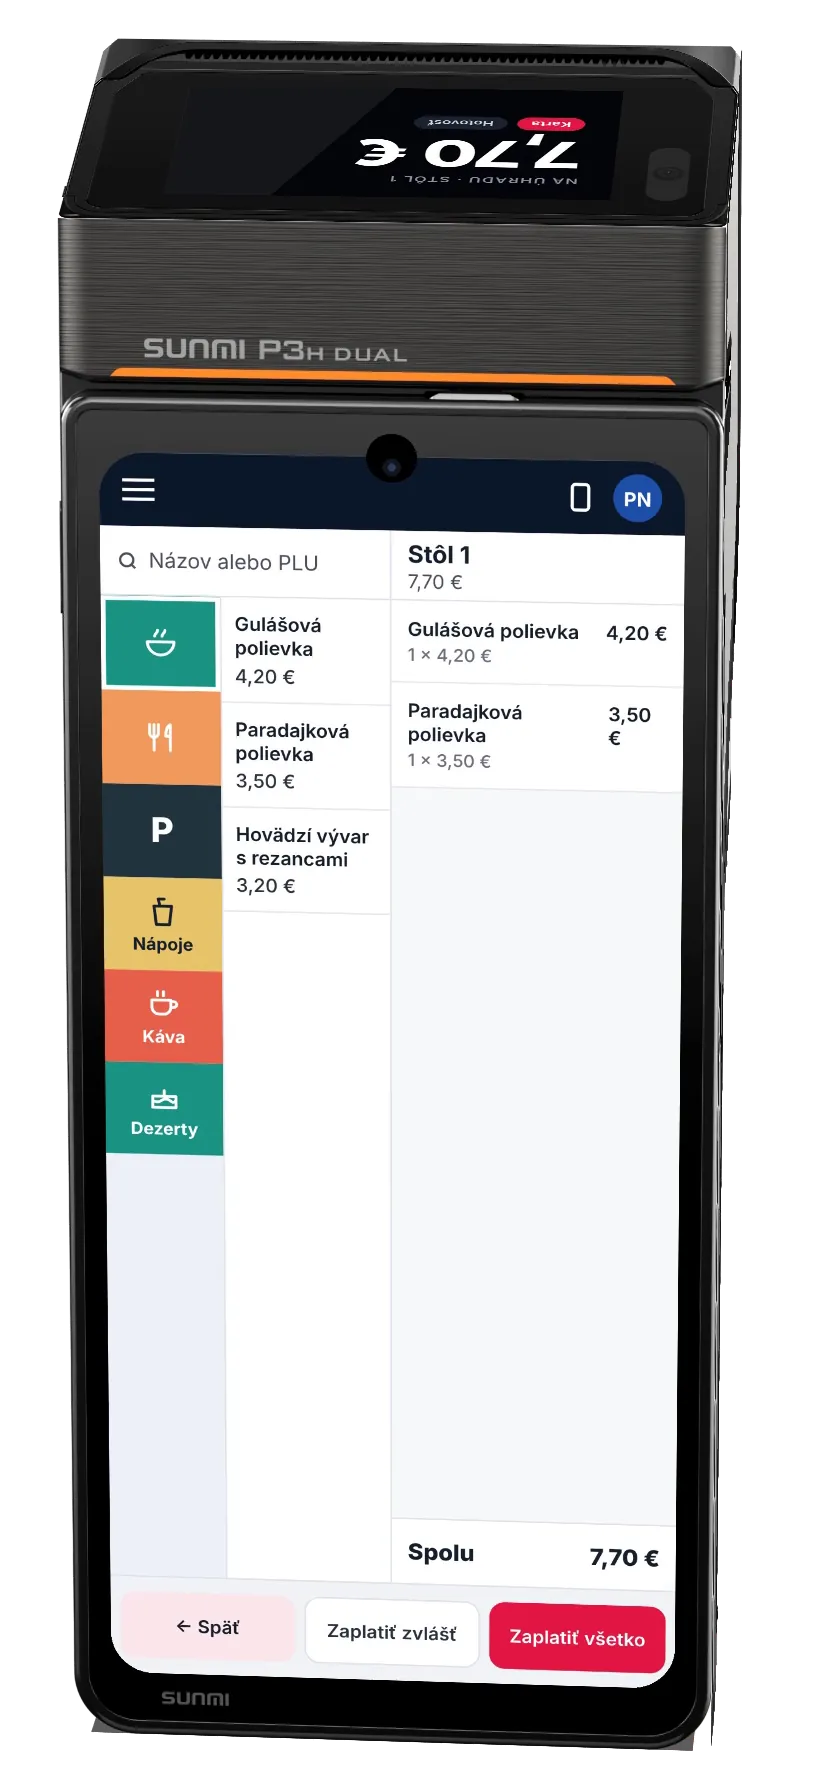 Karta
Hotovosť
7,70 €
NA ÚHRADU · STÔL 1
SUNMI P3H DUAL
PN
Názov alebo PLU
Stôl 1
7,70 €
Gulášová
polievka
4,20 €
Paradajková
polievka
3,50 €
Hovädzí vývar
s rezancami
3,20 €
P
Nápoje
Káva
Dezerty
Gulášová polievka 4,20 €
1 × 4,20 €
Paradajková
polievka
3,50
€
1 × 3,50 €
Spolu 7,70 €
← Späť
Zaplatiť zvlášť
Zaplatiť všetko
SUNMI